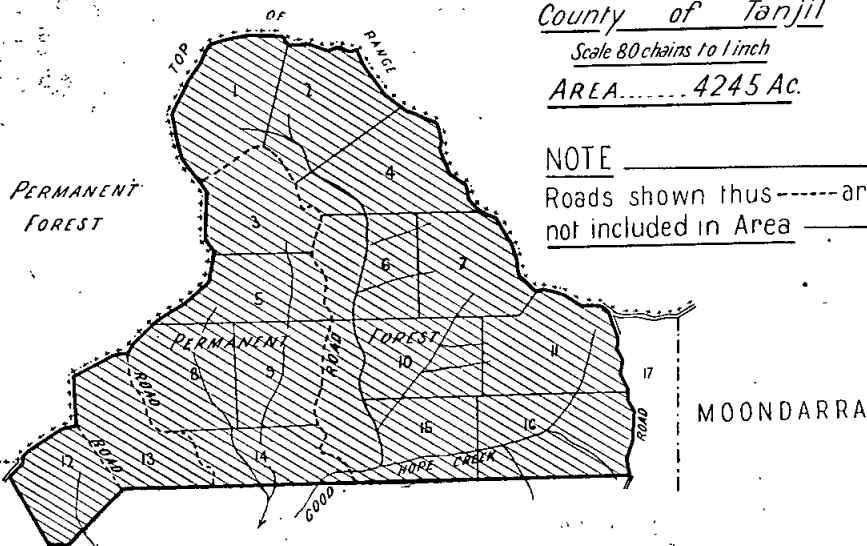 County of Tanjil
Scale 80 chains to 1 inch
AREA....... 4245 AC.
NOTE
Roads shown thus ------ ar
not included in Area
TOP OF RANGE
PERMANENT
FOREST
1
2
3
4
5
6
7
PERMANENT FOREST
ROAD
8
9
10
11
17
ROAD
MOONDARRA
ROAD
12
13
14
15
16
ROAD
GOOD HOPE CREEK